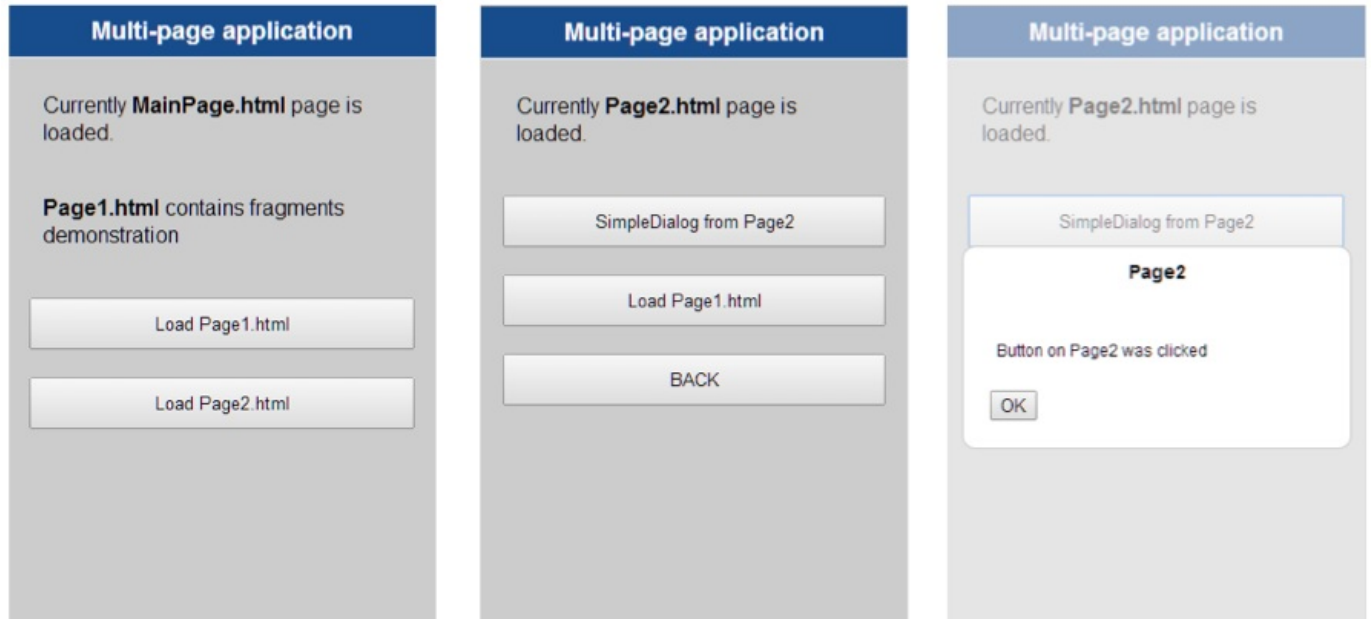 Multi-page application
Currently MainPage.html page is
loaded.
Page1.html contains fragments
demonstration
Load Page1.html
Load Page2.html
Multi-page application
Currently Page2.html page is
loaded.
SimpleDialog from Page2
Load Page1.html
BACK
Multi-page application
Currently Page2.html page is
loaded.
SimpleDialog from Page2
Page2
Button on Page2 was clicked
OK